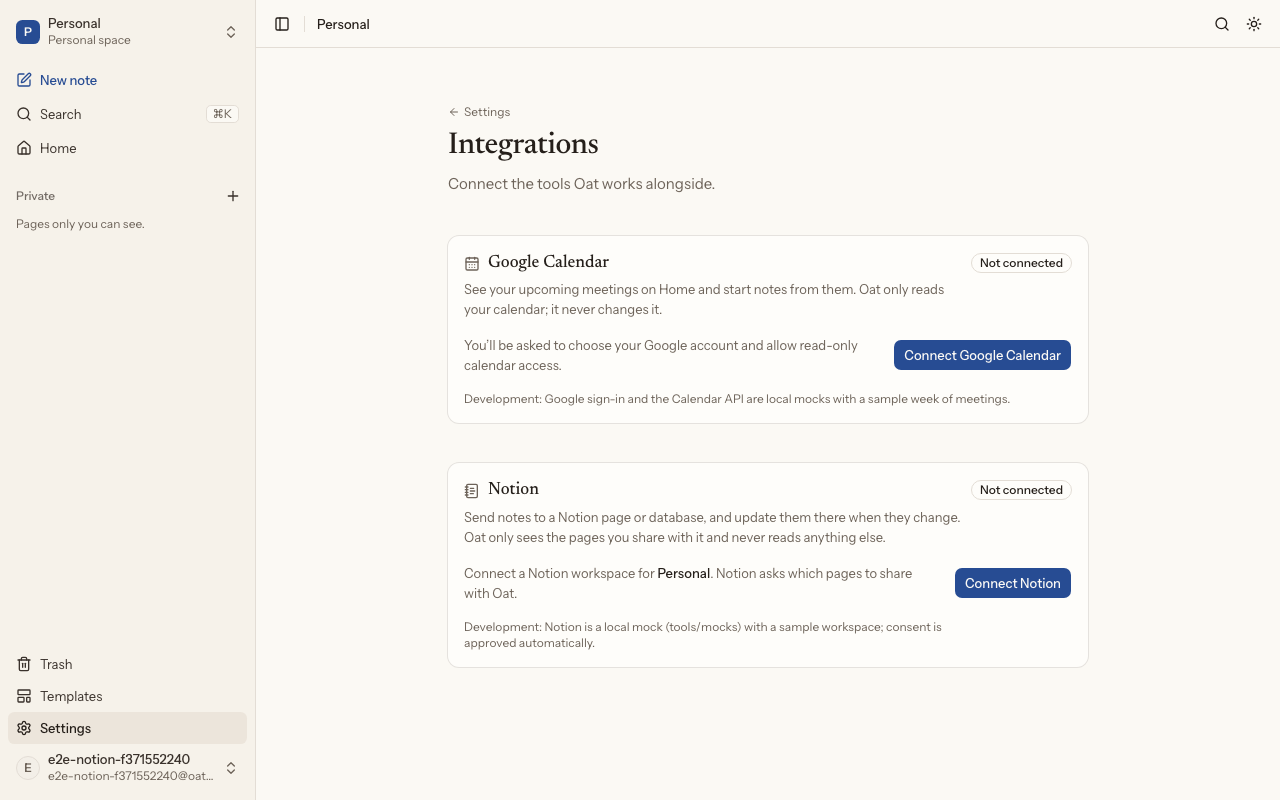 P
Personal
Personal space
New note
Search
⌘K
Home
Private
Pages only you can see.
Trash
Templates
Settings
E
e2e-notion-f371552240
e2e-notion-f371552240@oat…
Personal
Settings
Integrations
Connect the tools Oat works alongside.
Google Calendar
Not connected
See your upcoming meetings on Home and start notes from them. Oat only reads
your calendar; it never changes it.
You’ll be asked to choose your Google account and allow read-only
calendar access.
Connect Google Calendar
Development: Google sign-in and the Calendar API are local mocks with a sample week of meetings.
Notion
Not connected
Send notes to a Notion page or database, and update them there when they change.
Oat only sees the pages you share with it and never reads anything else.
Connect a Notion workspace for Personal. Notion asks which pages to share
with Oat.
Connect Notion
Development: Notion is a local mock (tools/mocks) with a sample workspace; consent is
approved automatically.